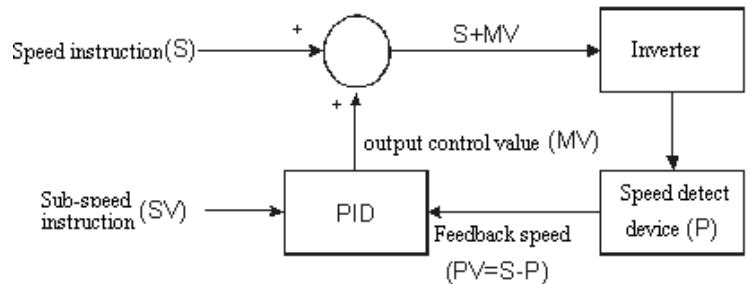 +
S+MV
Speed instruction(S)
Inverter
+
output control value (MV)
Sub-speed
instruction (SV)
PID
Speed detect
device (P)
Feedback speed
(PV=S-P)